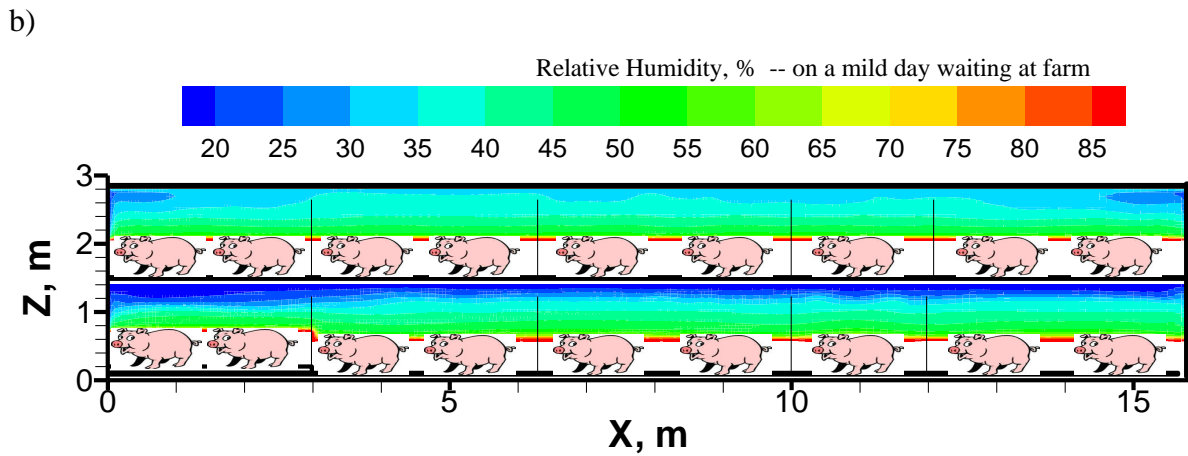 b)
Relative Humidity, % -- on a mild day waiting at farm
20 25 30 35 40 45 50 55 60 65 70 75 80 85
3
2
1
0
Z, m
0 5 10 15
X, m